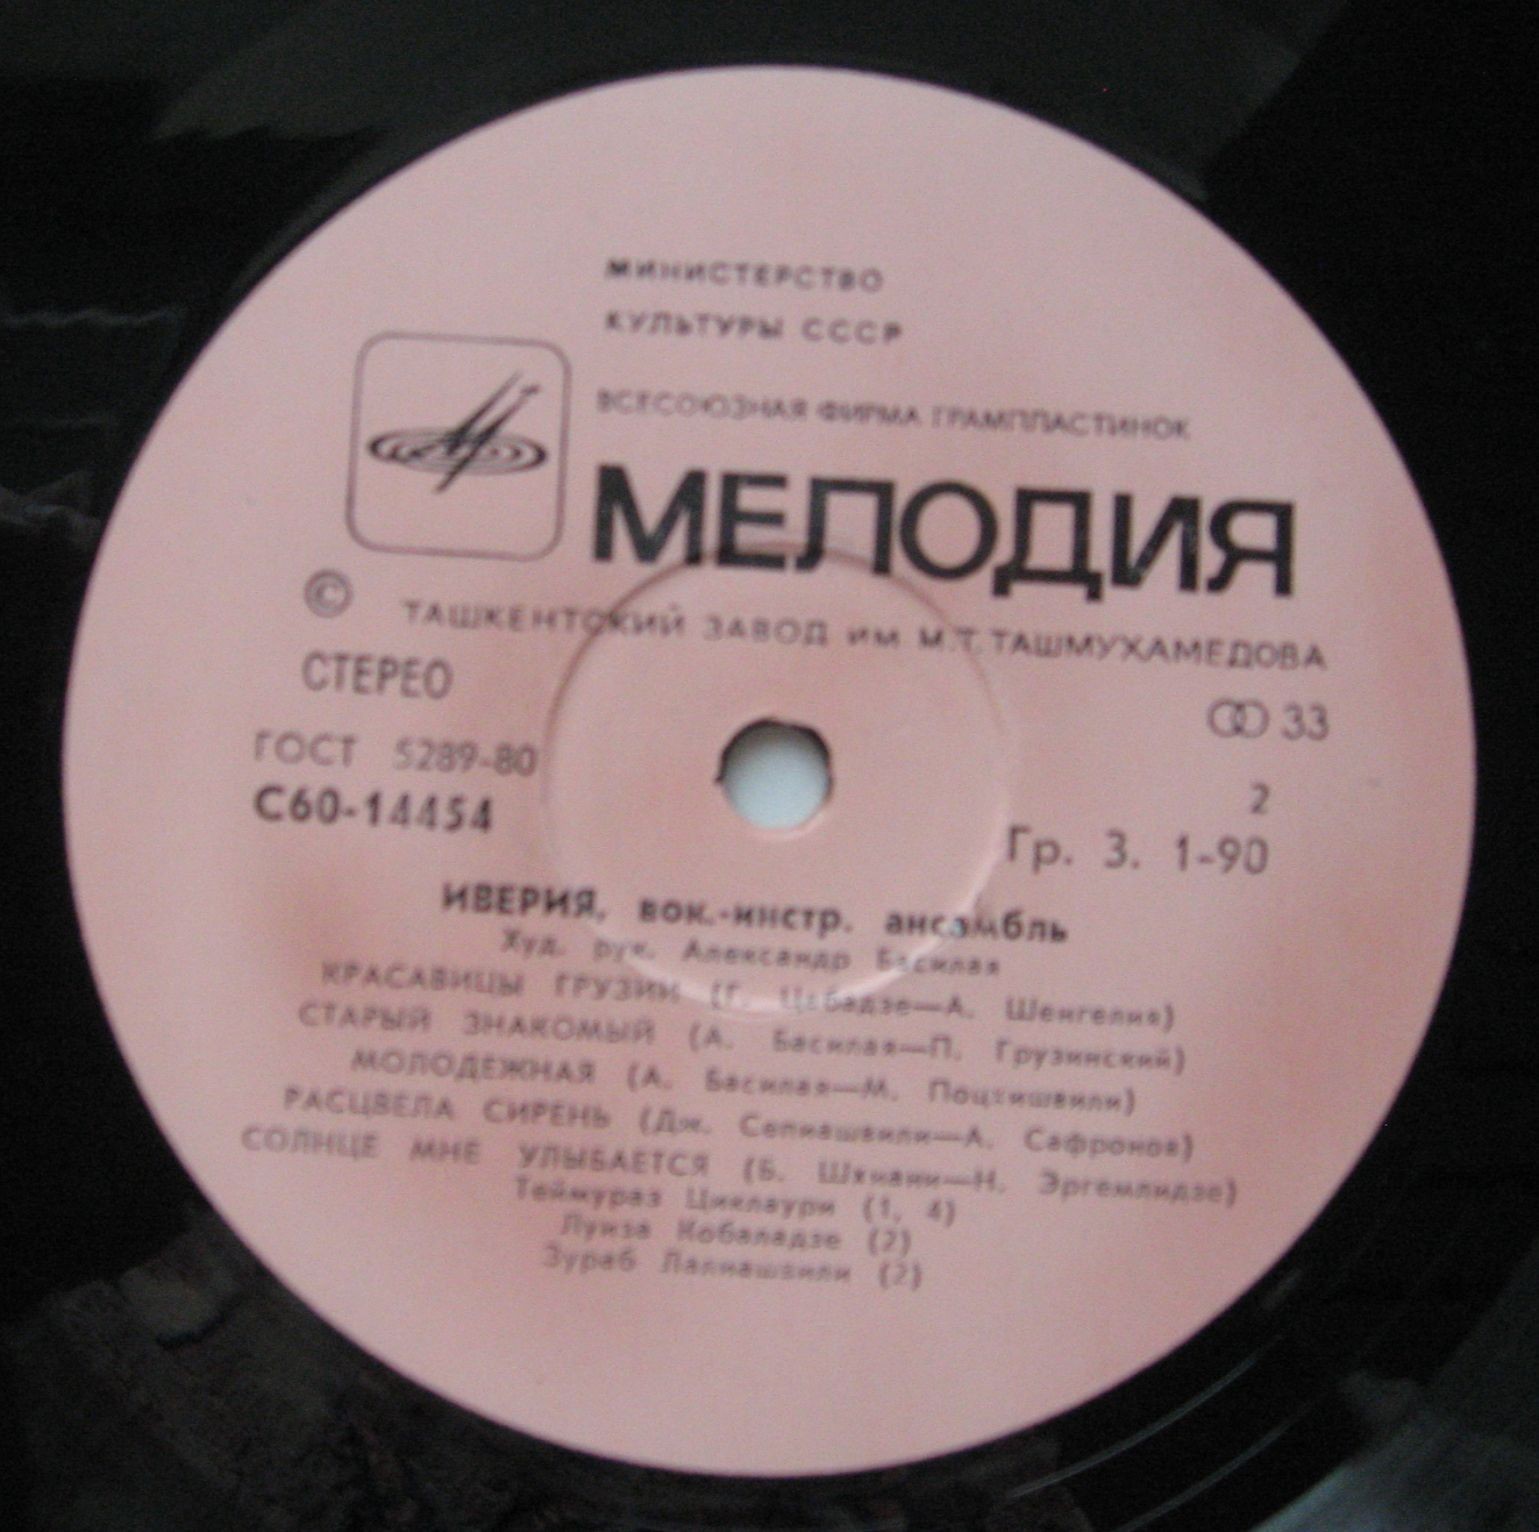 МИНИСТЕРСТВО
КУЛЬТУРЫ СССР
ВСЕСОЮЗНАЯ ФИРМА ГРАМПЛАСТИНОК
МЕЛОДИЯ
© ТАШКЕНТСКИЙ ЗАВОД ИМ М.Т.ТАШМУХАМЕДОВА
СТЕРЕО
33
ГОСТ 5289-80
С60-14454
2
Гр. 3. 1-90
ИВЕРИЯ, вок.-инстр. ансамбль
Худ. рук. Александр Басилая
КРАСАВИЦЫ ГРУЗИИ (Г. Цабадзе—А. Шенгелия)
СТАРЫЙ ЗНАКОМЫЙ (А. Басилая—П. Грузинский)
МОЛОДЕЖНАЯ (А. Басилая—М. Поцхишвили)
РАСЦВЕЛА СИРЕНЬ (Дж. Сепиашвили—А. Сафронов)
СОЛНЦЕ МНЕ УЛЫБАЕТСЯ (Б. Шхиани—Н. Эргемлидзе)
Теймураз Циклаури (1, 4)
Луиза Кобаладзе (2)
Зураб Лапиашвили (2)